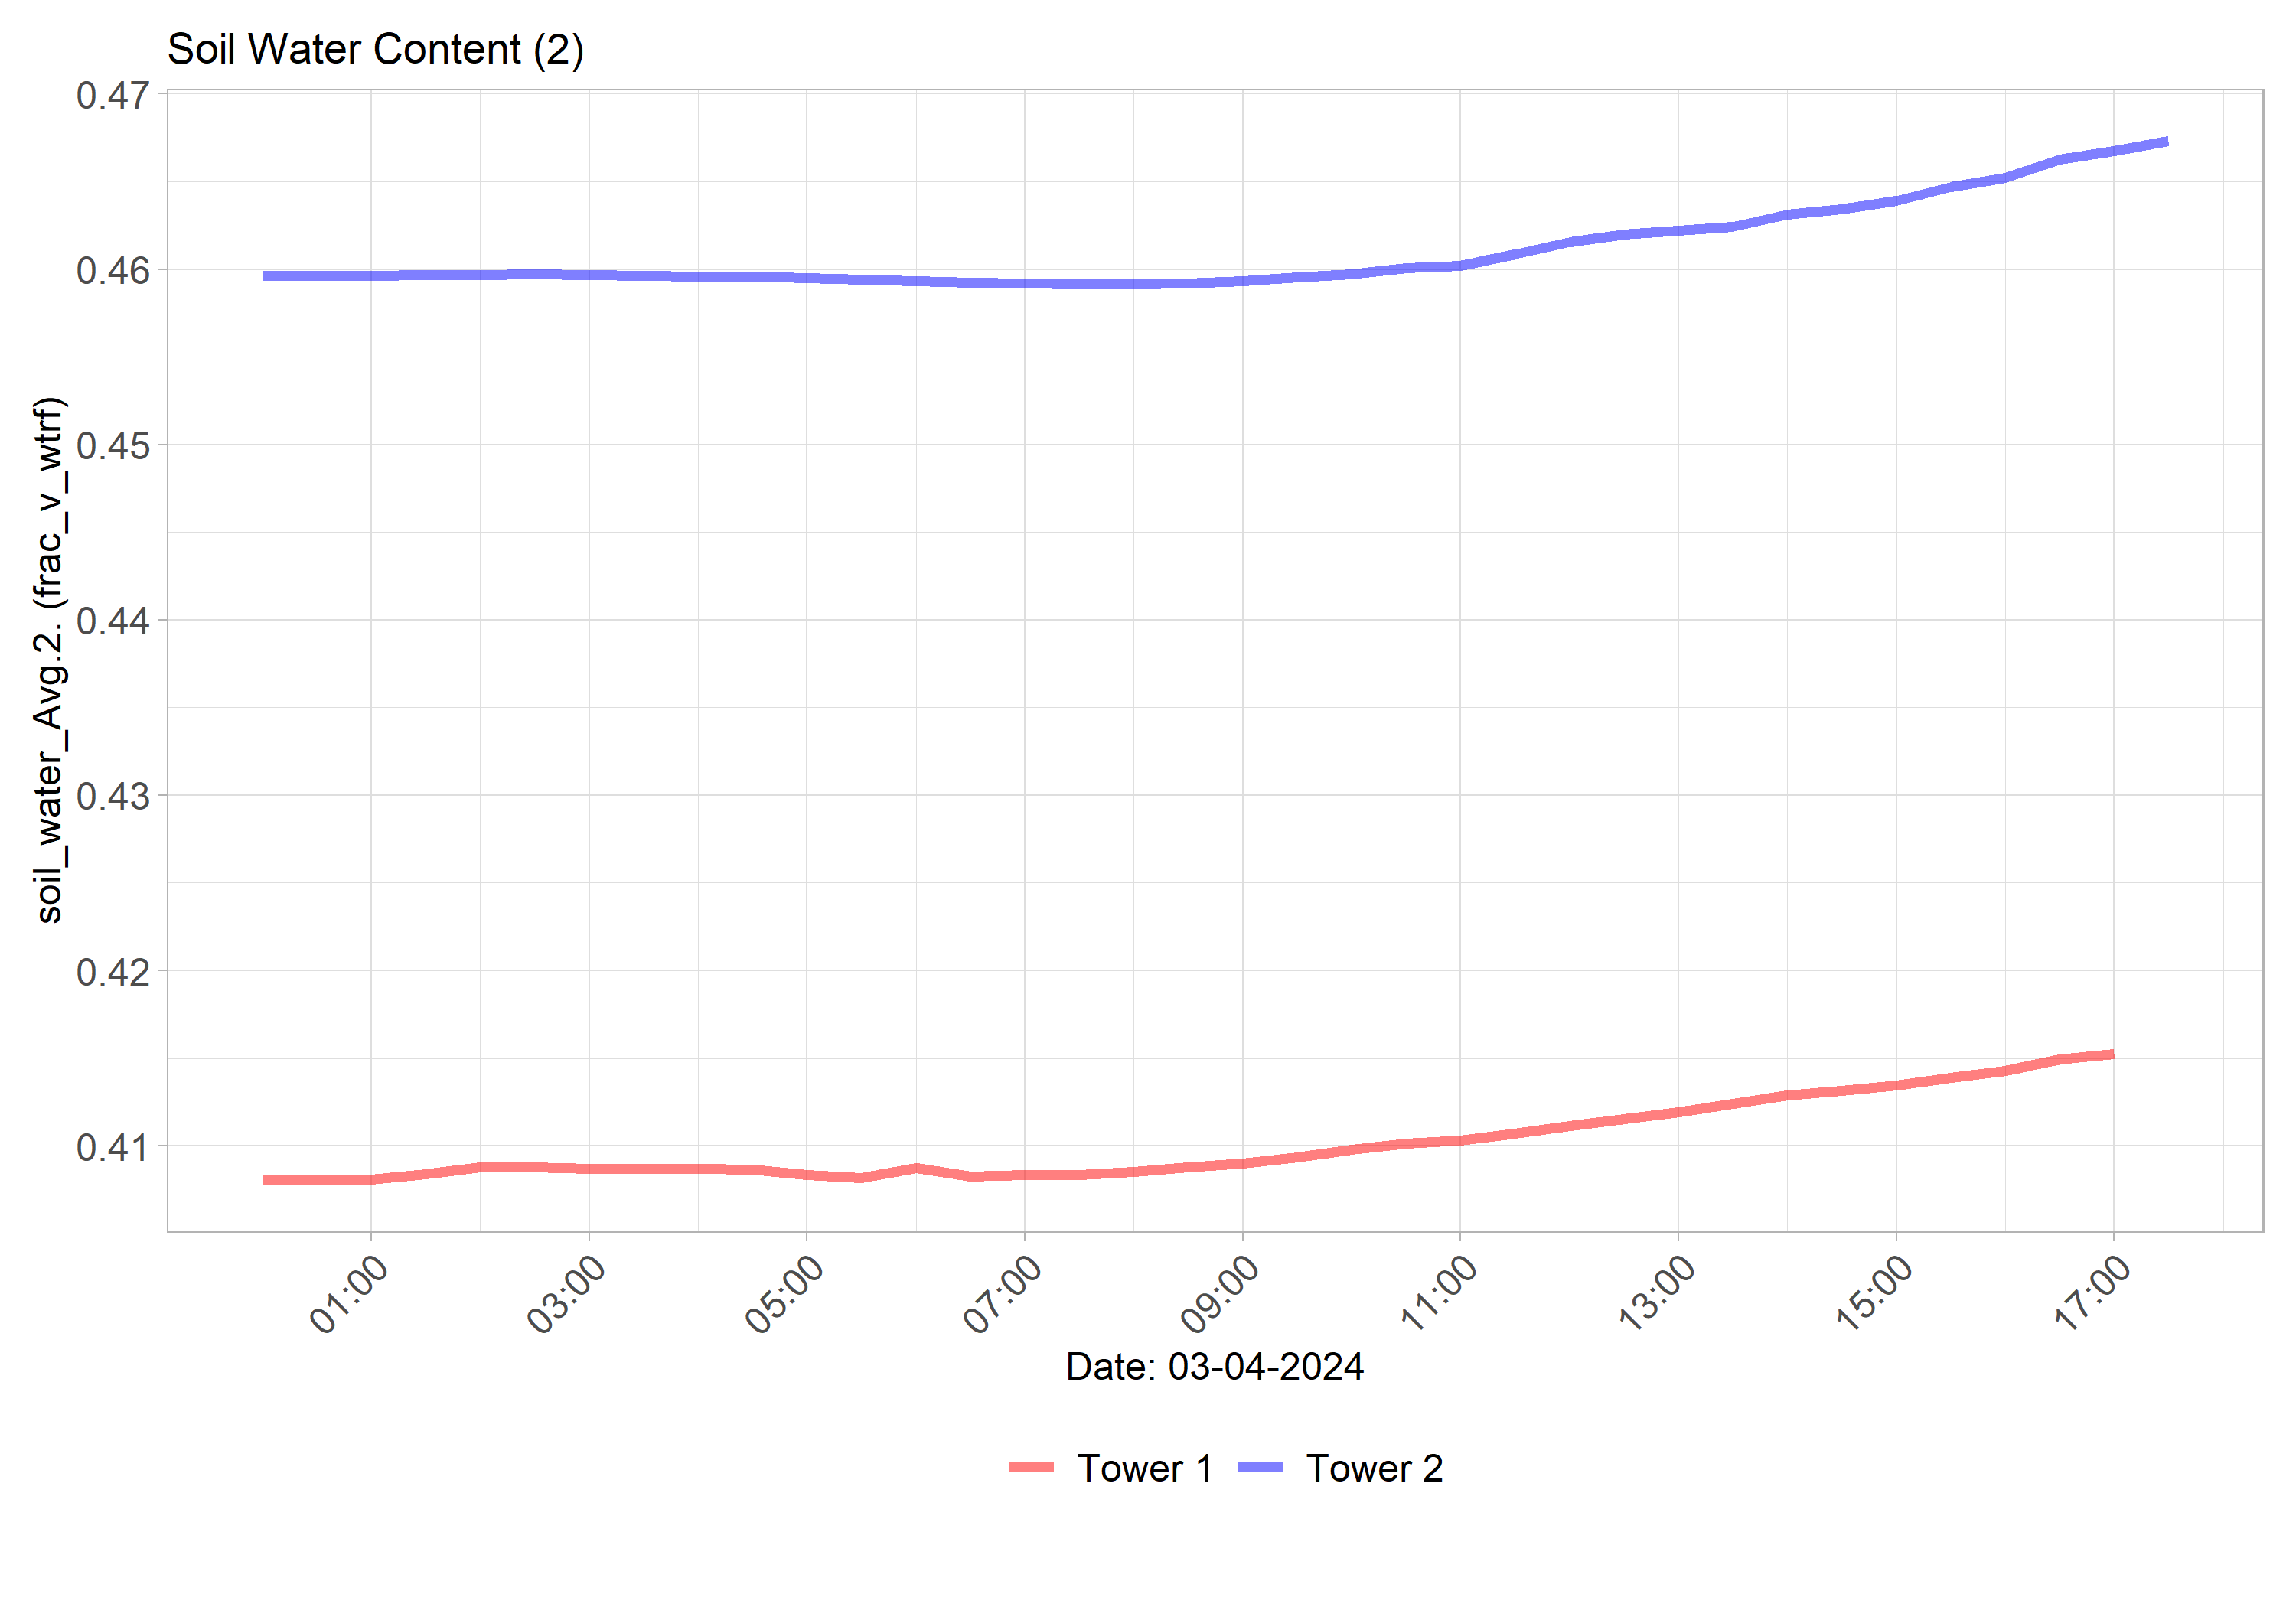 Soil Water Content (2)
soil_water_Avg.2. (frac_v_wtrf)
0.47
0.46
0.45
0.44
0.43
0.42
0.41
01:00 03:00 05:00 07:00 09:00 11:00 13:00 15:00 17:00
Date: 03-04-2024
Tower 1 Tower 2